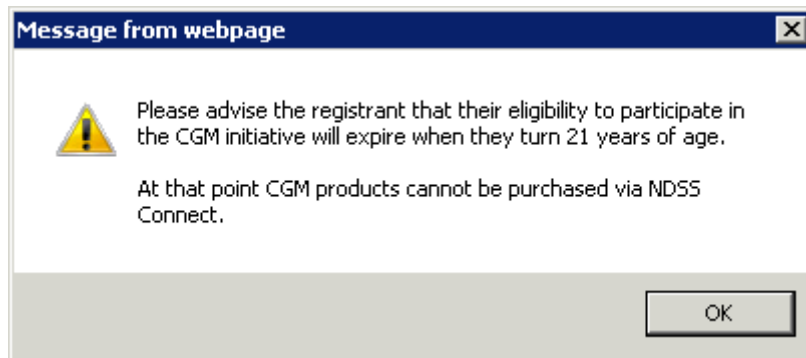 Message from webpage
Please advise the registrant that their eligibility to participate in
the CGM initiative will expire when they turn 21 years of age.
At that point CGM products cannot be purchased via NDSS
Connect.
OK